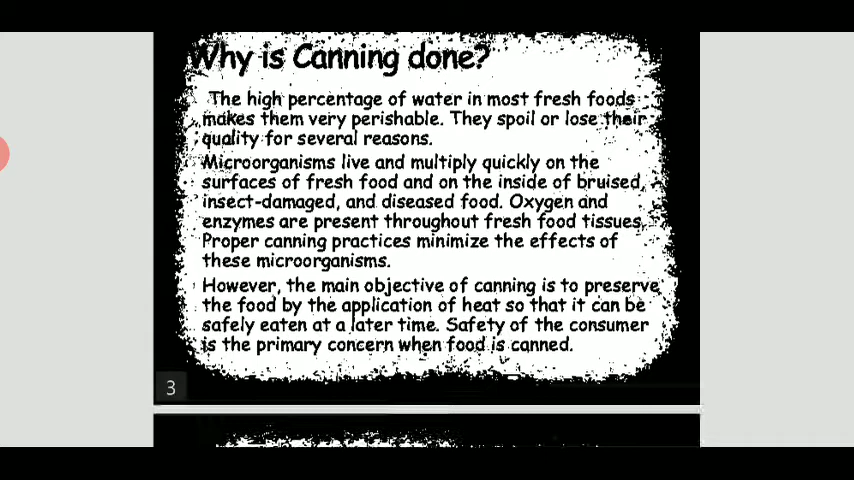 Why is Canning done?
The high percentage of water in most fresh foods
makes them very perishable. They spoil or lose their
quality for several reasons.
Microorganisms live and multiply quickly on the
surfaces of fresh food and on the inside of bruised,
insect-damaged, and diseased food. Oxygen and
enzymes are present throughout fresh food tissues.
Proper canning practices minimize the effects of
these microorganisms.
However, the main objective of canning is to preserve
the food by the application of heat so that it can be
safely eaten at a later time. Safety of the consumer
is the primary concern when food is canned.
3